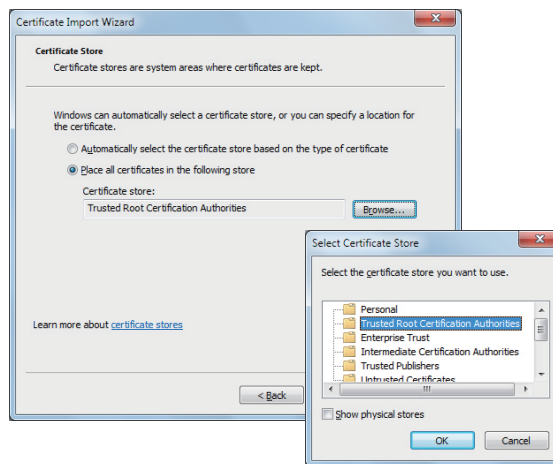 Certificate Import Wizard
Certificate Store
Certificate stores are system areas where certificates are kept.
Windows can automatically select a certificate store, or you can specify a location for
the certificate.
Automatically select the certificate store based on the type of certificate
Place all certificates in the following store
Certificate store:
Trusted Root Certification Authorities
Browse...
Learn more about certificate stores
< Back
Select Certificate Store
Select the certificate store you want to use.
Personal
Trusted Root Certification Authorities
Enterprise Trust
Intermediate Certification Authorities
Trusted Publishers
Untrusted Certificates
Show physical stores
OK
Cancel